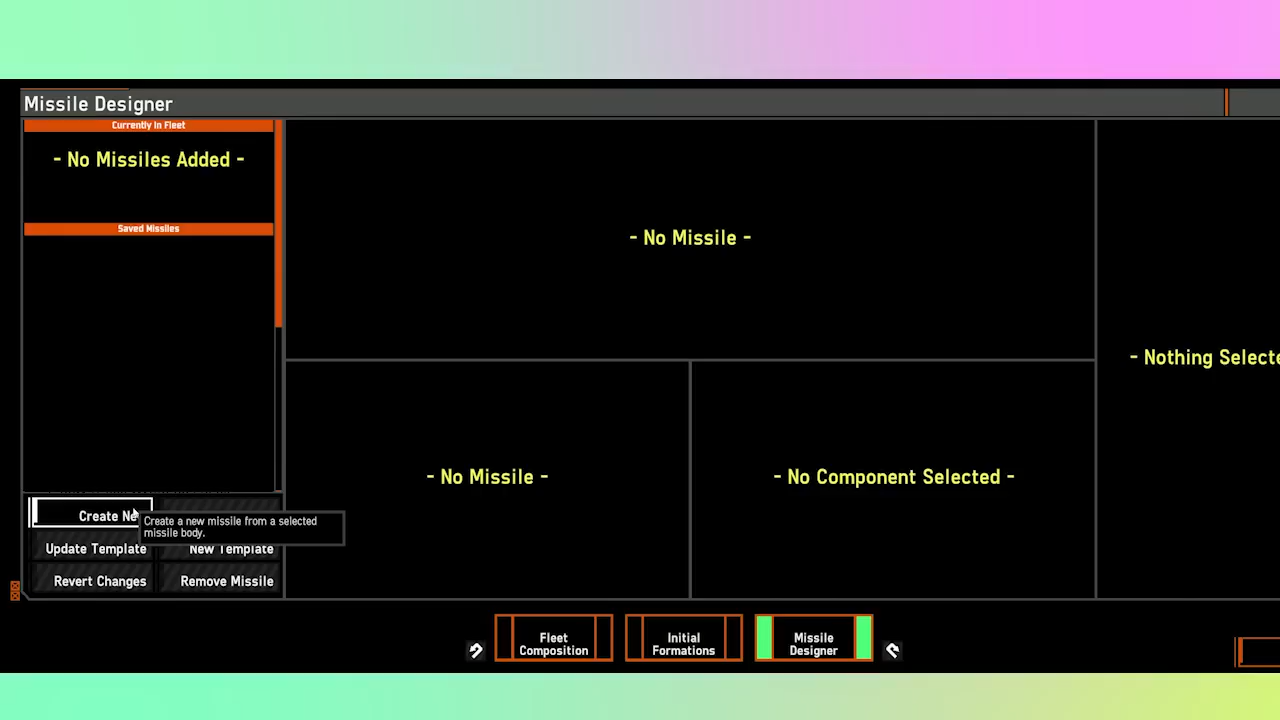 Missile Designer
Currently In Fleet
- No Missiles Added -
Saved Missiles
- No Missile -
- Nothing Selecte
- No Missile -
- No Component Selected -
Create Ne
Create a new missile from a selected
missile body.
Update Template
New Template
Revert Changes
Remove Missile
Fleet
Composition
Initial
Formations
Missile
Designer